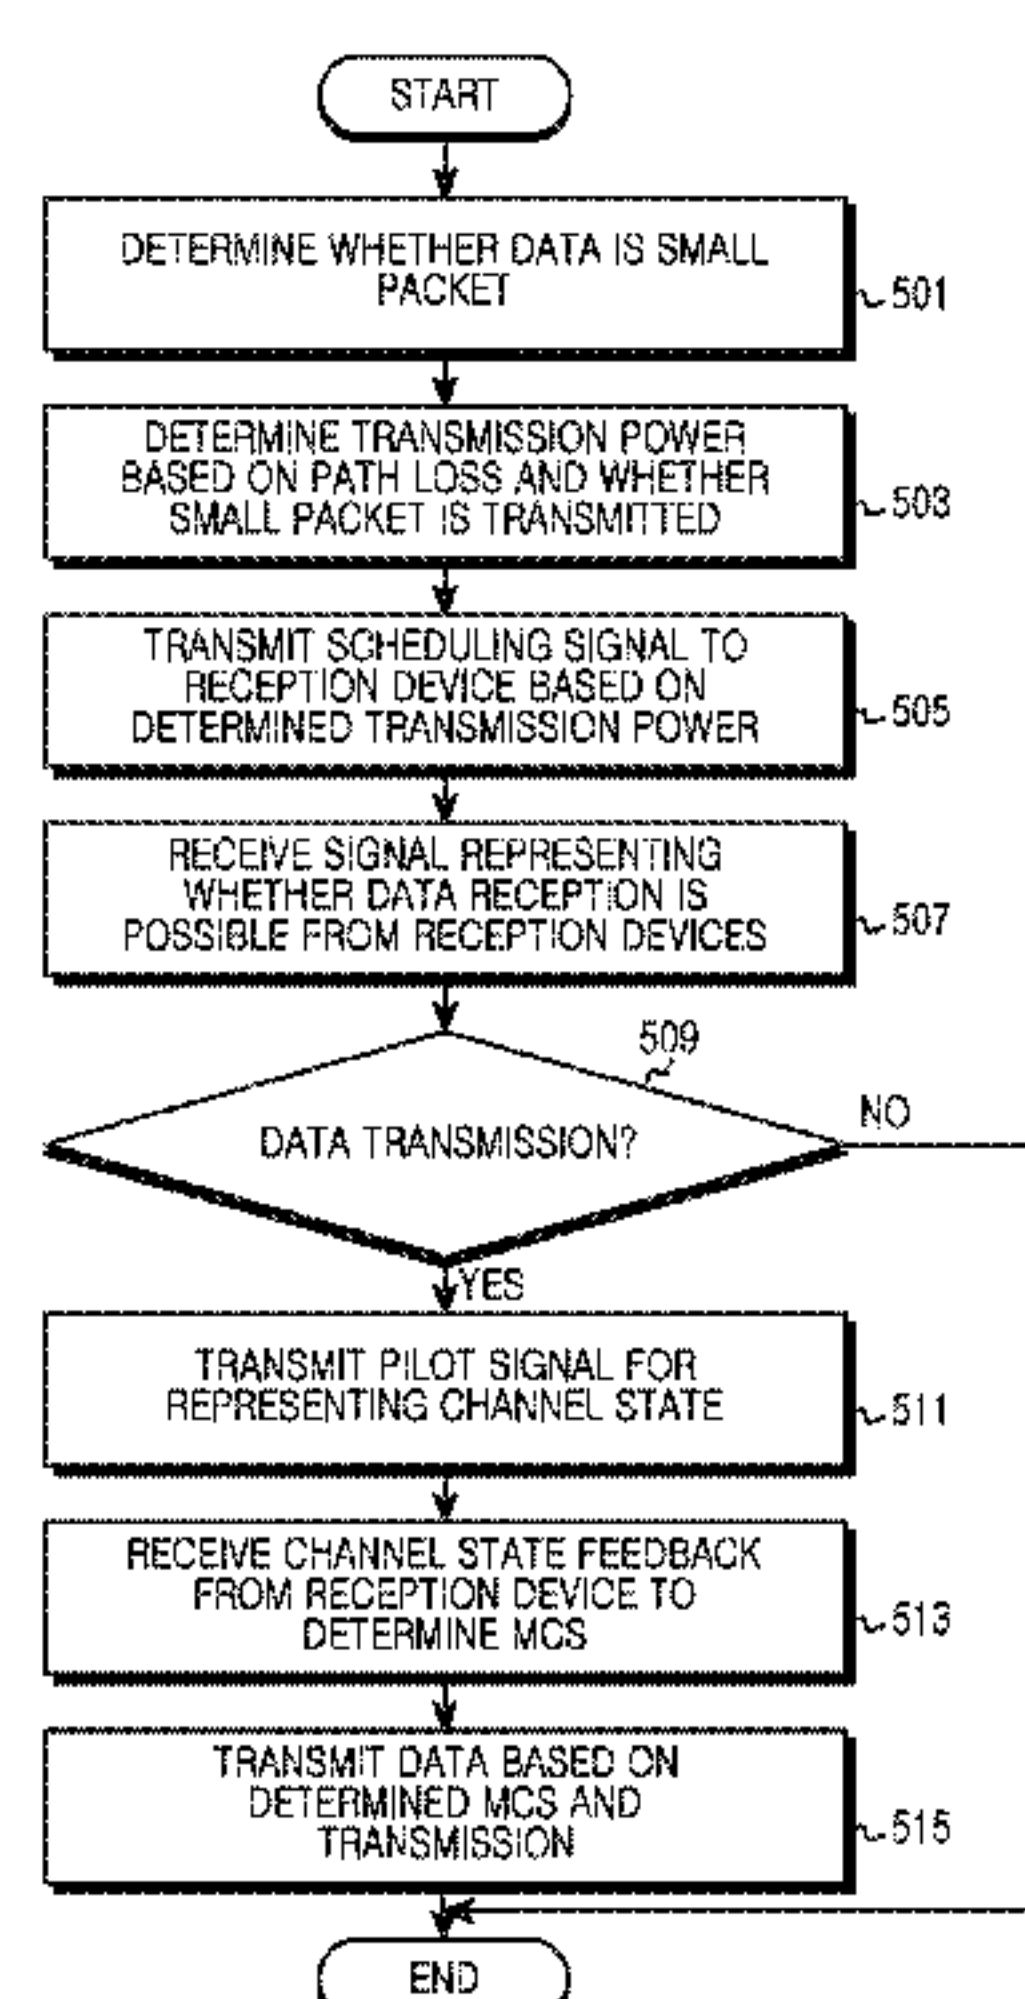 START
DETERMINE WHETHER DATA IS SMALL
PACKET
501
DETERMINE TRANSMISSION POWER
BASED ON PATH LOSS AND WHETHER
SMALL PACKET IS TRANSMITTED
503
TRANSMIT SCHEDULING SIGNAL TO
RECEPTION DEVICE BASED ON
DETERMINED TRANSMISSION POWER
505
RECEIVE SIGNAL REPRESENTING
WHETHER DATA RECEPTION IS
POSSIBLE FROM RECEPTION DEVICES
507
509
DATA TRANSMISSION?
NO
YES
TRANSMIT PILOT SIGNAL FOR
REPRESENTING CHANNEL STATE
511
RECEIVE CHANNEL STATE FEEDBACK
FROM RECEPTION DEVICE TO
DETERMINE MCS
513
TRANSMIT DATA BASED ON
DETERMINED MCS AND
TRANSMISSION
515
END